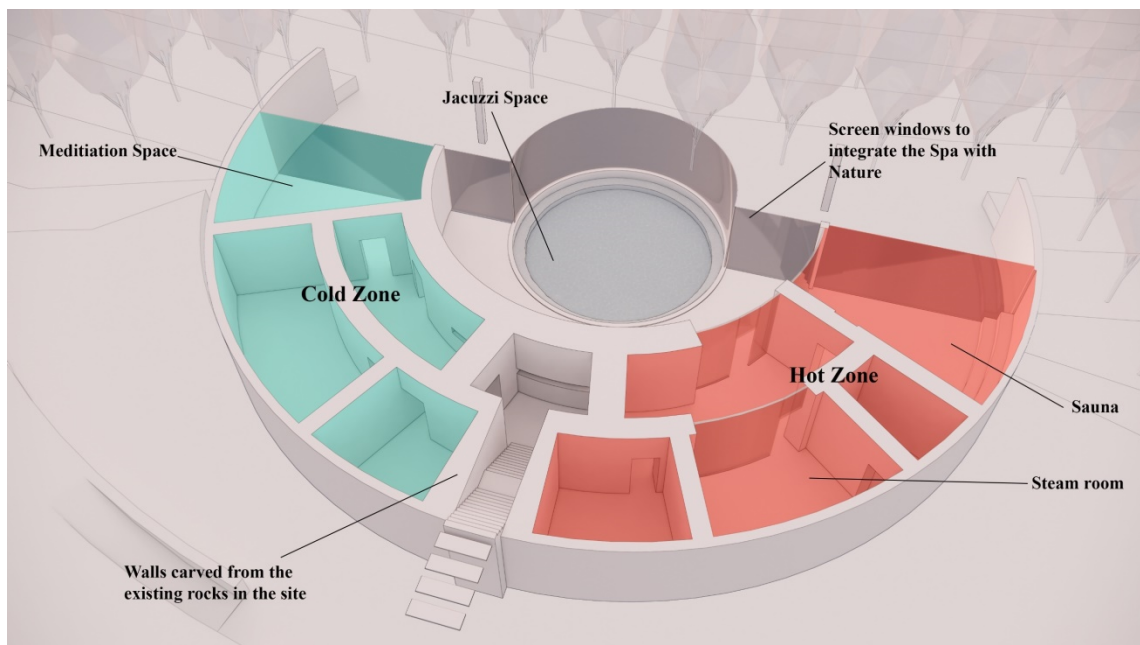 Jacuzzi Space
Meditiation Space
Screen windows to
integrate the Spa with
Nature
Cold Zone
Hot Zone
Sauna
Steam room
Walls carved from the
existing rocks in the site